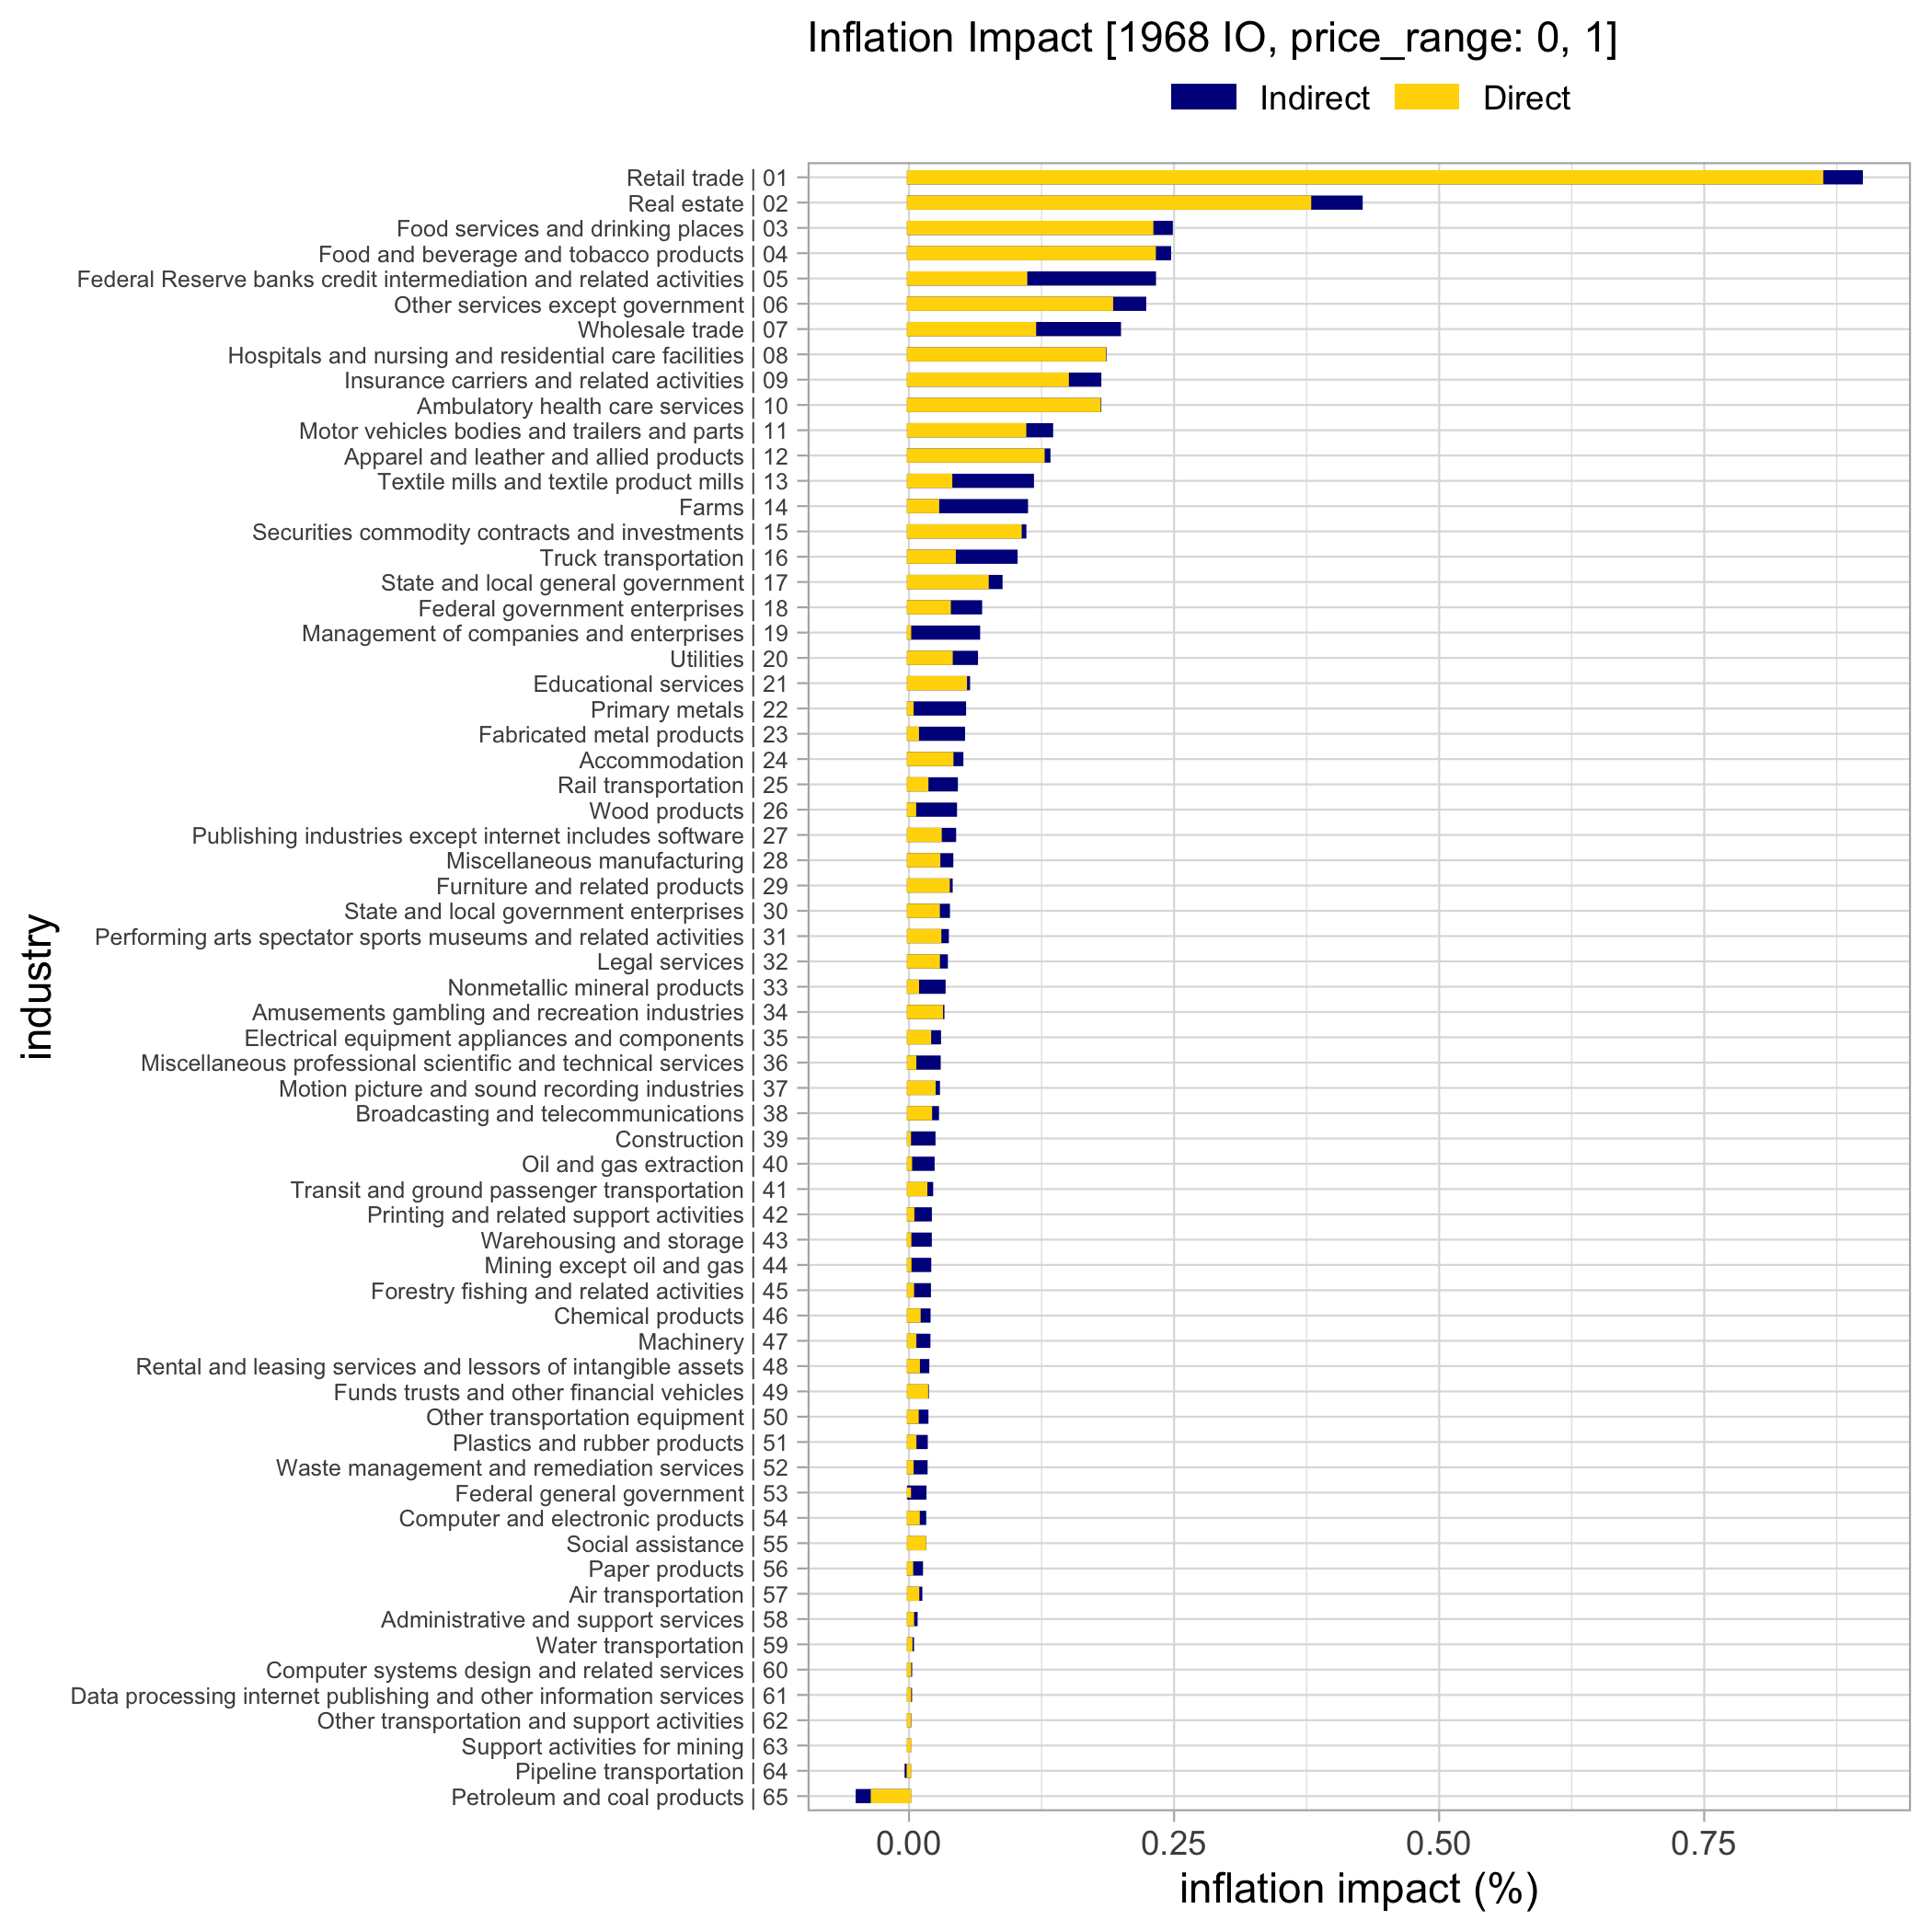 Inflation Impact [1968 IO, price_range: 0, 1]
Indirect Direct
Retail trade | 01
Real estate | 02
Food services and drinking places | 03
Food and beverage and tobacco products | 04
Federal Reserve banks credit intermediation and related activities | 05
Other services except government | 06
Wholesale trade | 07
Hospitals and nursing and residential care facilities | 08
Insurance carriers and related activities | 09
Ambulatory health care services | 10
Motor vehicles bodies and trailers and parts | 11
Apparel and leather and allied products | 12
Textile mills and textile product mills | 13
Farms | 14
Securities commodity contracts and investments | 15
Truck transportation | 16
State and local general government | 17
Federal government enterprises | 18
Management of companies and enterprises | 19
Utilities | 20
Educational services | 21
Primary metals | 22
Fabricated metal products | 23
Accommodation | 24
Rail transportation | 25
Wood products | 26
Publishing industries except internet includes software | 27
Miscellaneous manufacturing | 28
Furniture and related products | 29
State and local government enterprises | 30
Performing arts spectator sports museums and related activities | 31
Legal services | 32
Nonmetallic mineral products | 33
Amusements gambling and recreation industries | 34
Electrical equipment appliances and components | 35
Miscellaneous professional scientific and technical services | 36
Motion picture and sound recording industries | 37
Broadcasting and telecommunications | 38
Construction | 39
Oil and gas extraction | 40
Transit and ground passenger transportation | 41
Printing and related support activities | 42
Warehousing and storage | 43
Mining except oil and gas | 44
Forestry fishing and related activities | 45
Chemical products | 46
Machinery | 47
Rental and leasing services and lessors of intangible assets | 48
Funds trusts and other financial vehicles | 49
Other transportation equipment | 50
Plastics and rubber products | 51
Waste management and remediation services | 52
Federal general government | 53
Computer and electronic products | 54
Social assistance | 55
Paper products | 56
Air transportation | 57
Administrative and support services | 58
Water transportation | 59
Computer systems design and related services | 60
Data processing internet publishing and other information services | 61
Other transportation and support activities | 62
Support activities for mining | 63
Pipeline transportation | 64
Petroleum and coal products | 65
industry
0.00 0.25 0.50 0.75
inflation impact (%)